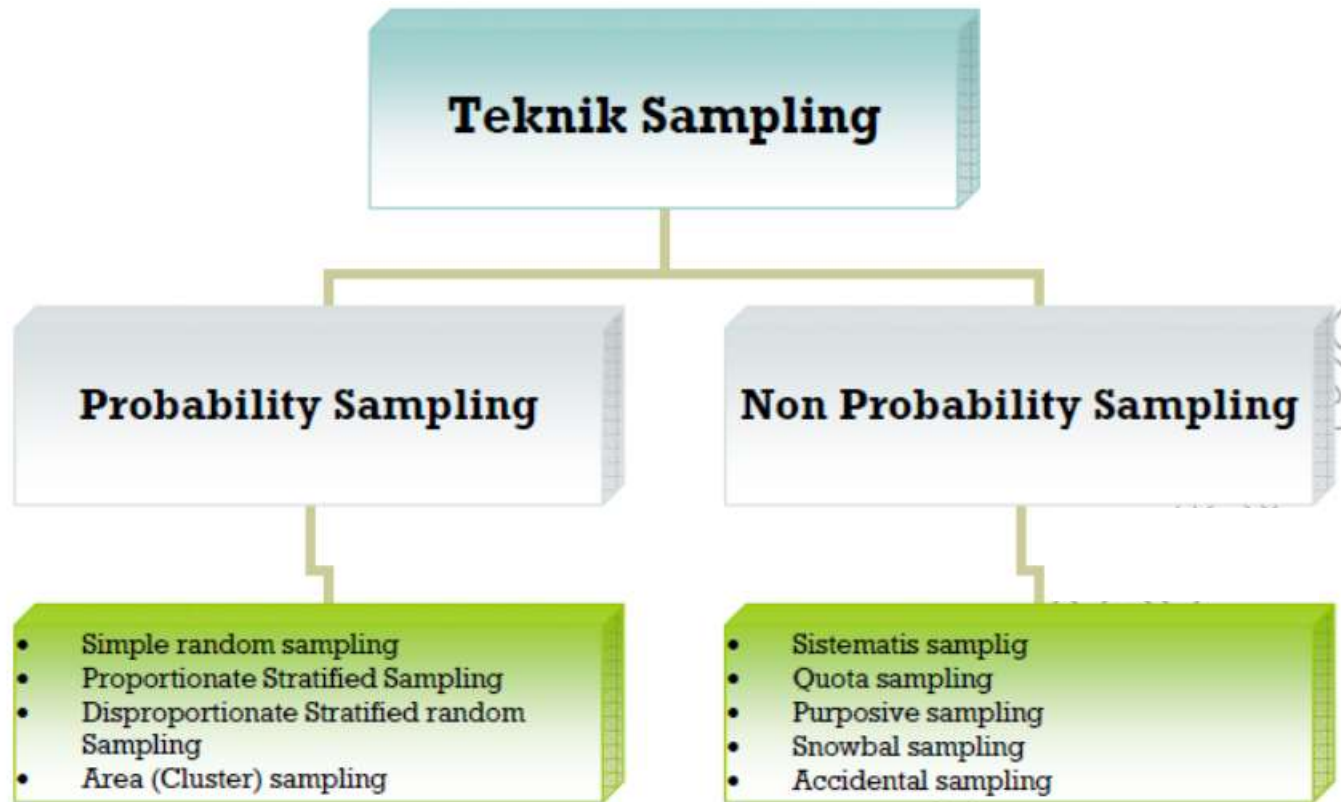 Teknik Sampling
Probability Sampling
Non Probability Sampling
• Simple random sampling
• Proportionate Stratified Sampling
• Disproportionate Stratified random
Sampling
• Area (Cluster) sampling
• Sistematis samplig
• Quota sampling
• Purposive sampling
• Snowbal sampling
• Accidental sampling